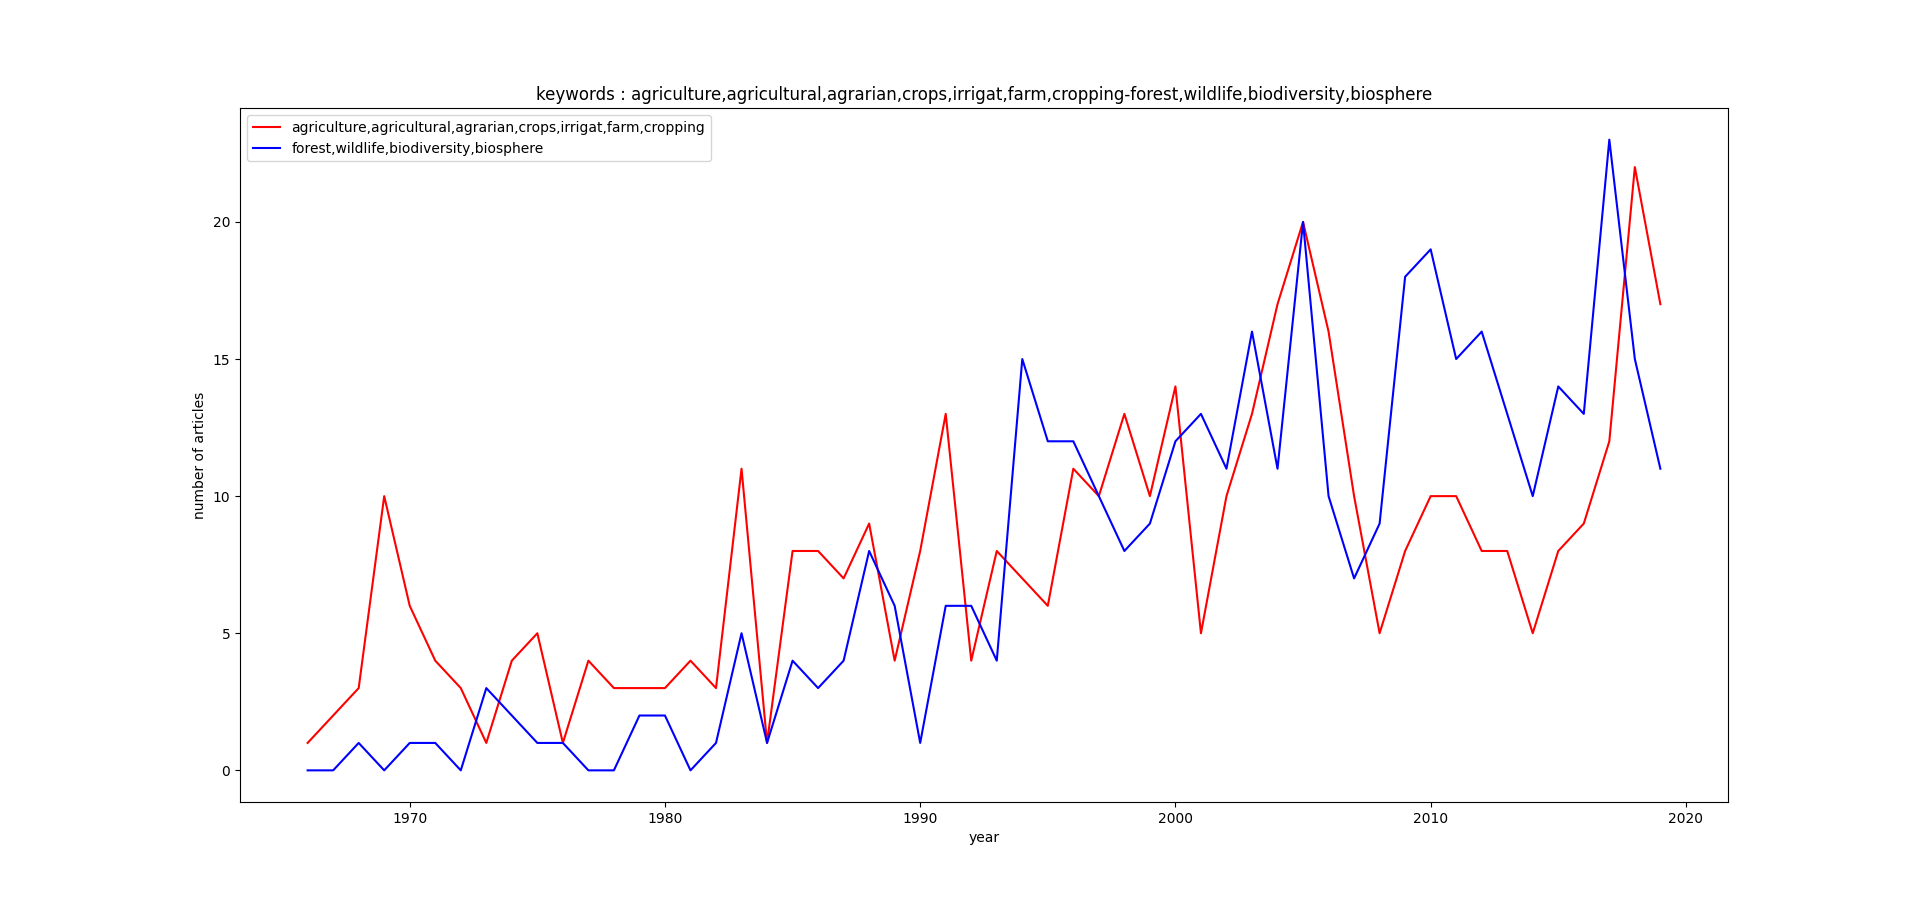 keywords : agriculture,agricultural,agrarian,crops,irrigat,farm,cropping-forest,wildlife,biodiversity,biosphere
agriculture,agricultural,agrarian,crops,irrigat,farm,cropping
forest,wildlife,biodiversity,biosphere
number of articles
20
15
10
5
0
1970 1980 1990 2000 2010 2020
year